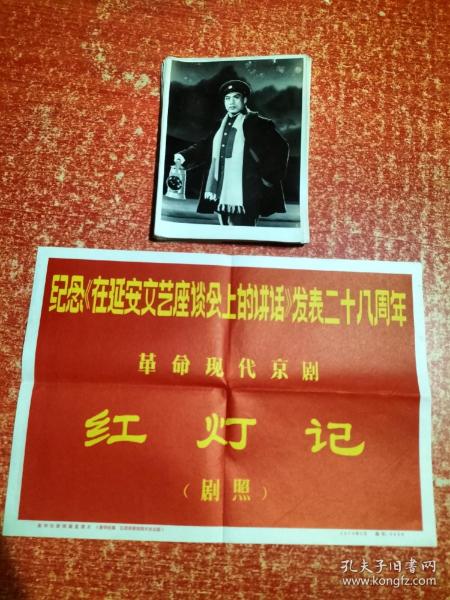 纪念《在延安文艺座谈会上的讲话》发表二十八周年
革命现代京剧
红灯记
（剧照）
孔夫子旧书网
www.kongfz.com